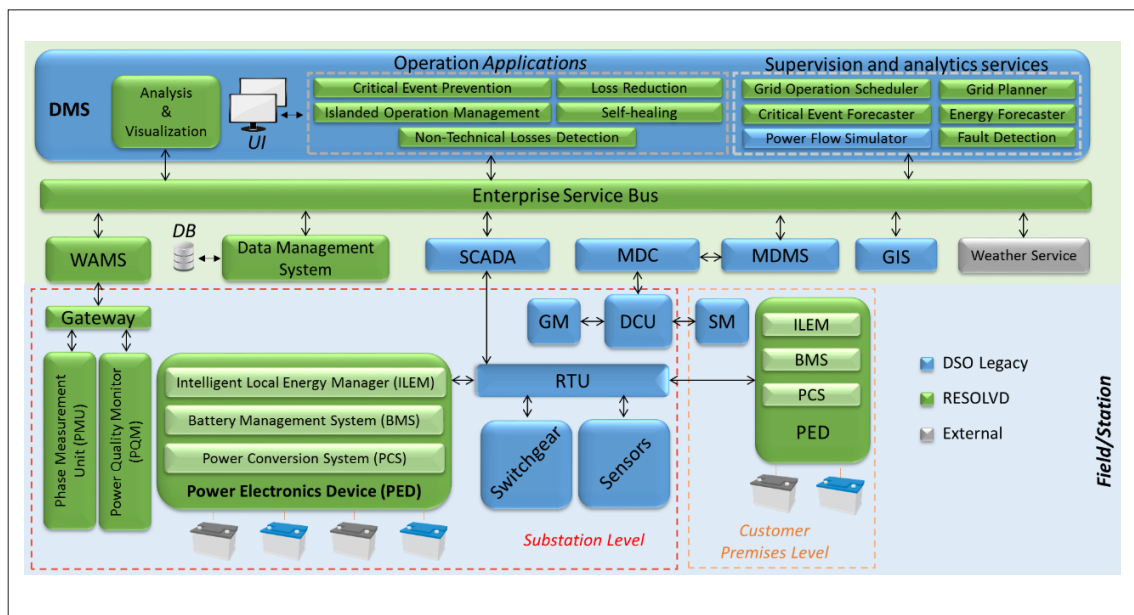 Operation Applications
Supervision and analytics services
DMS
Analysis
&
Visualization
UI
Critical Event Prevention
Loss Reduction
Islanded Operation Management
Self-healing
Non-Technical Losses Detection
Grid Operation Scheduler
Grid Planner
Critical Event Forecaster
Energy Forecaster
Power Flow Simulator
Fault Detection
Enterprise Service Bus
WAMS
DB
Data Management
System
SCADA
MDC
MDMS
GIS
Weather Service
Gateway
GM
DCU
SM
Phase Measurement
Unit (PMU)
Power Quality Monitor
(PQM)
Intelligent Local Energy Manager (ILEM)
Battery Management System (BMS)
Power Conversion System (PCS)
Power Electronics Device (PED)
RTU
Switchgear
Sensors
Substation Level
ILEM
BMS
PCS
PED
Customer
Premises Level
DSO Legacy
RESOLVD
External
Field/Station